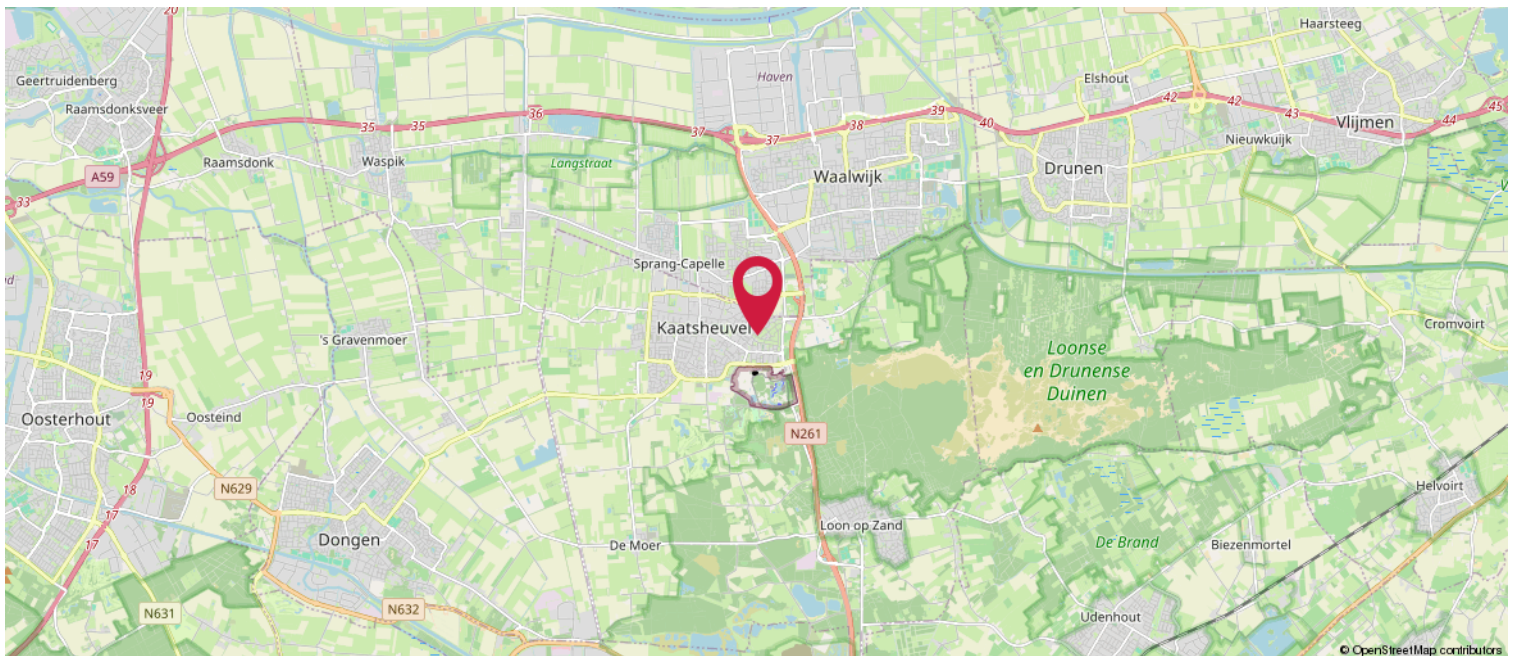 20
Haarsteeg
Geertruidenberg
Haven
Elshout
Raamsdonksveer
42
42
43
44
45
36
39
35
35
37
37
38
40
Vlijmen
Nieuwkuijk
Raamsdonk
Waspik
Langstraat
Drunen
A59
Waalwijk
33
Sprang-Capelle
Kaatsheuvel
's Gravenmoer
Cromvoirt
Loonse
en Drunense
Duinen
19
19
Oosterhout
Oosteind
N261
N629
18
17
17
Helvoirt
Loon op Zand
Dongen
De Moer
De Brand
Biezenmortel
N631
N632
Udenhout
© OpenStreetMap contributors